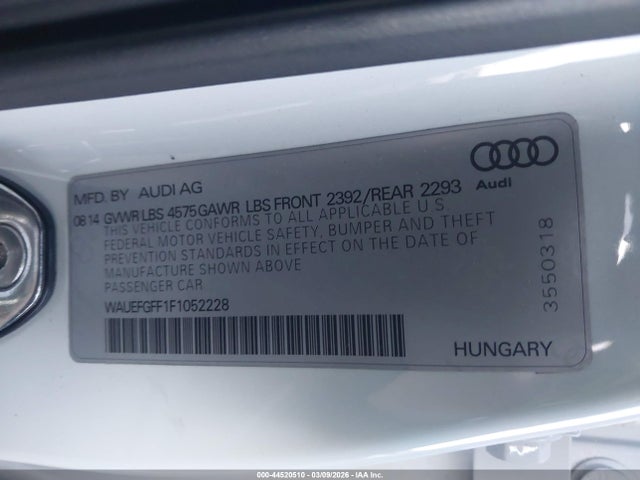 MFD. BY AUDI AG
08 14 GVWR LBS 4575 GAWR LBS FRONT 2392/REAR 2293
THIS VEHICLE CONFORMS TO ALL APPLICABLE U S
FEDERAL MOTOR VEHICLE SAFETY, BUMPER AND THEFT
PREVENTION STANDARDS IN EFFECT ON THE DATE OF
MANUFACTURE SHOWN ABOVE
PASSENGER CAR
WAUEFGFF1F1052228
HUNGARY
Audi
3550318
000-44520510 | 03/09/2026 | IAA Inc.